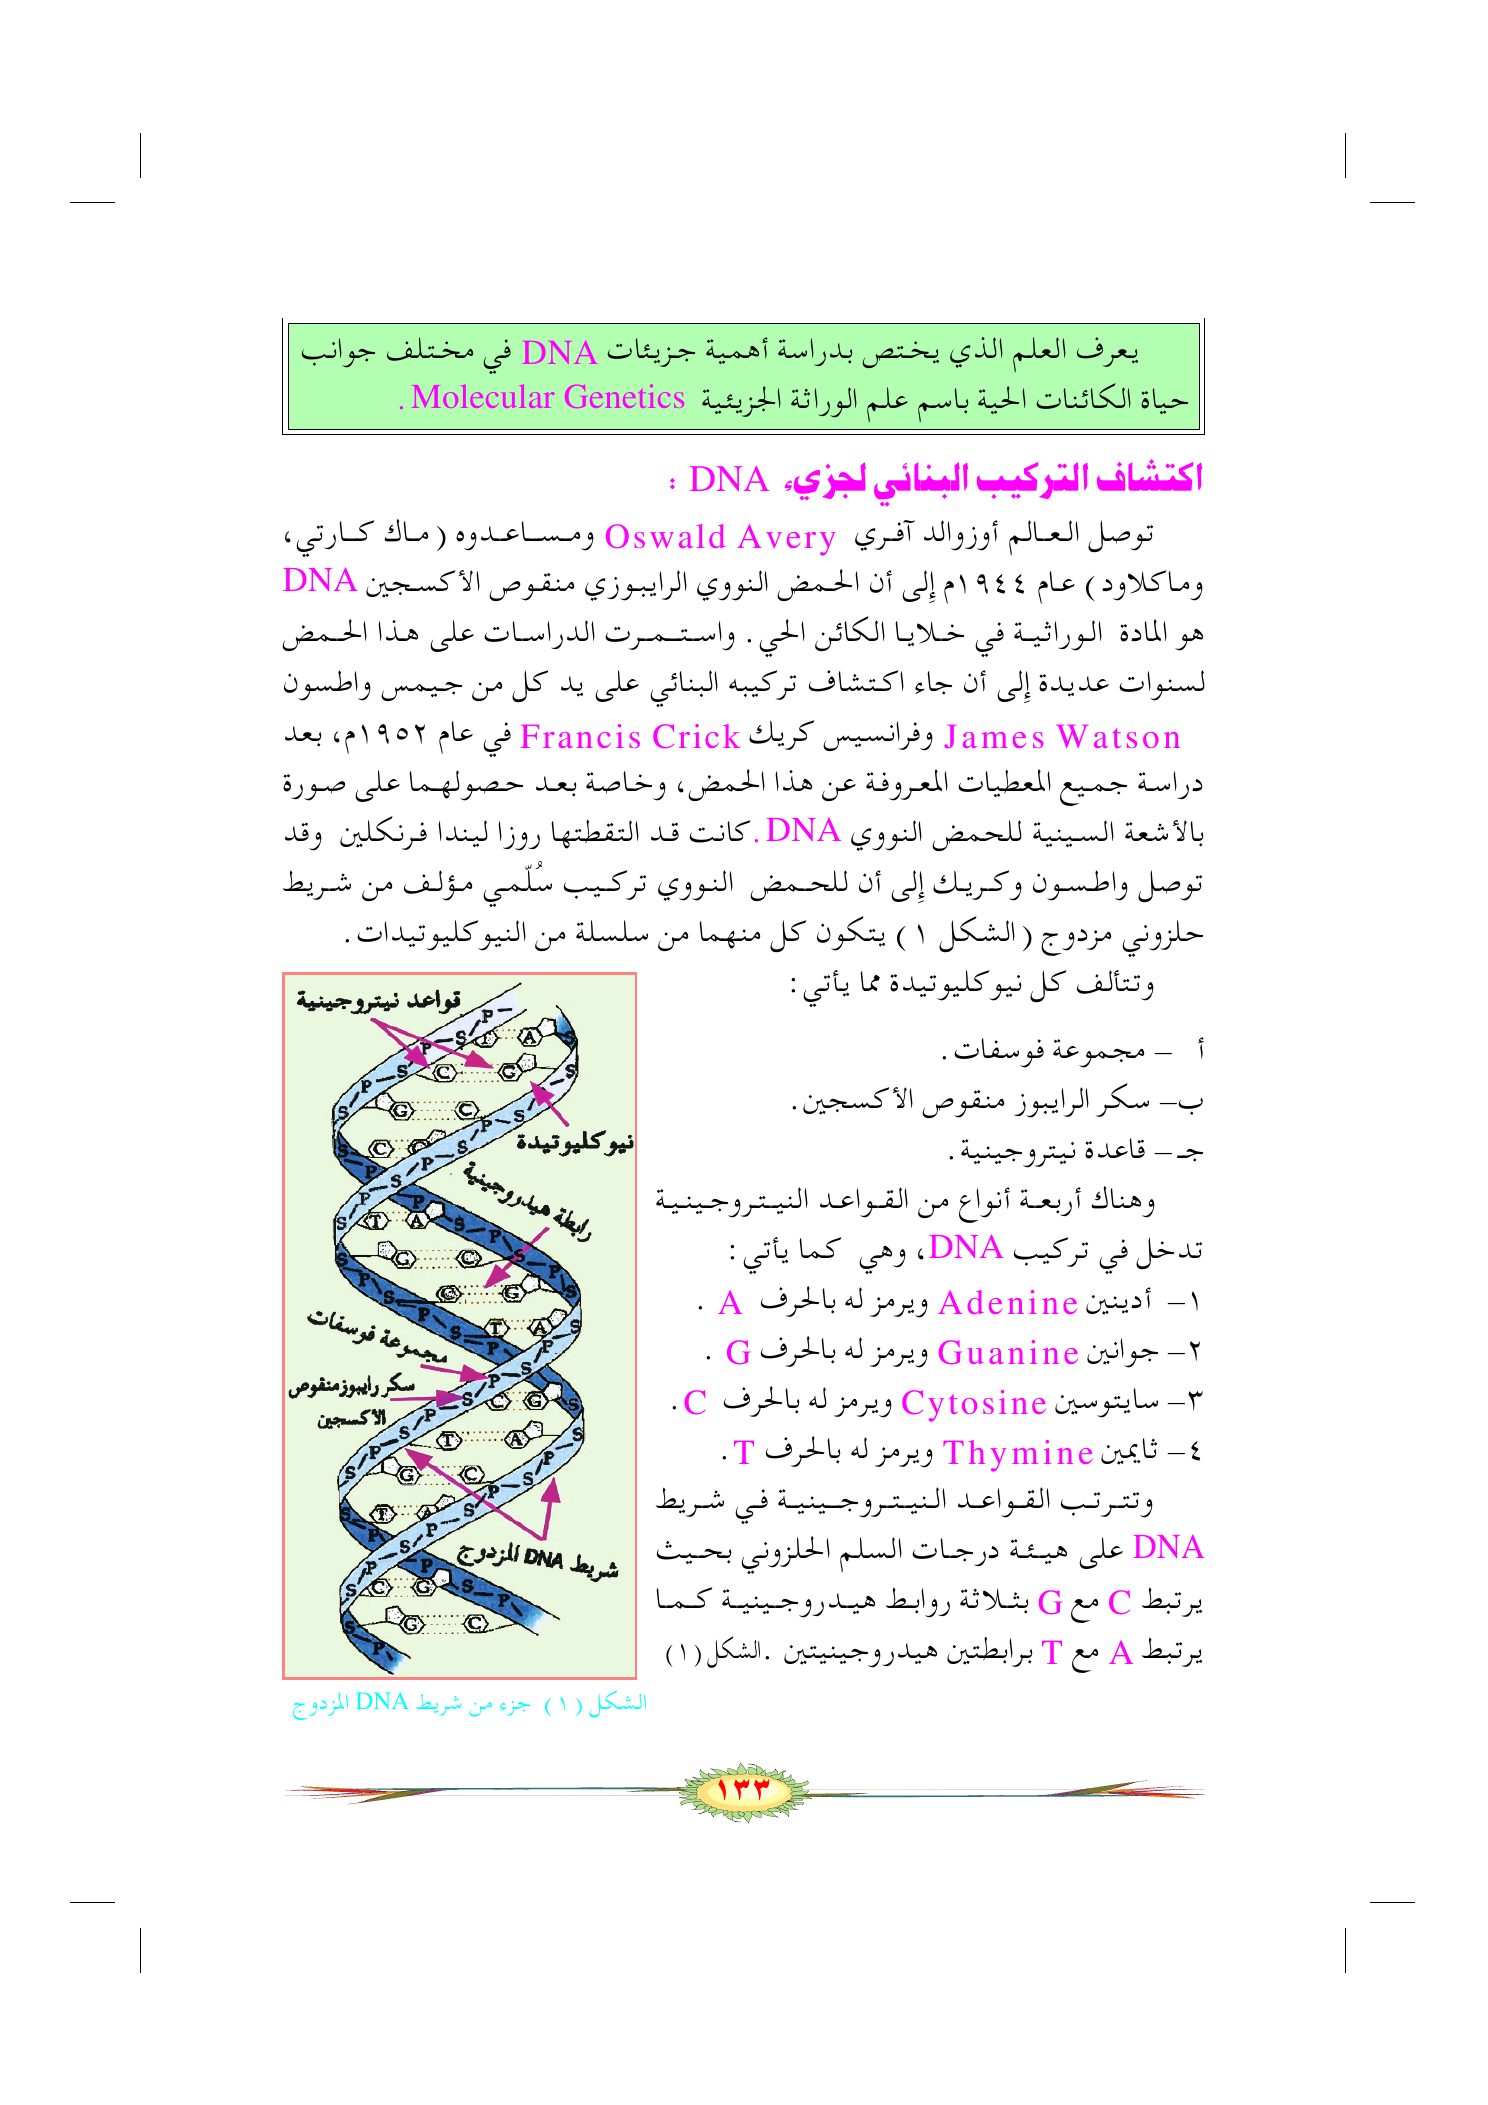 يعرف العلم الذي يختص بدراسة أهمية جزيئات DNA في مختلف جوانب
حياة الكائنات الحية باسم علم الوراثة الجزيئية Molecular Genetics .
اكتشاف التركيب البنائي لجزيء DNA :
توصل العالم أوزوالد آفري Oswald Avery ومساعدوه ( ماك كارتي،
وماكلاود ) عام ١٩٤٤م إلى أن الحمض النووي الرايبوزي منقوص الأكسجين DNA
هو المادة الوراثية في خلايا الكائن الحي . واستمرت الدراسات على هذا الحمض
لسنوات عديدة إلى أن جاء اكتشاف تركيبه البنائي على يد كل من جيمس واطسون
James Watson وفرانسيس كريك Francis Crick في عام ١٩٥٢م، بعد
دراسة جميع المعطيات المعروفة عن هذا الحمض، وخاصة بعد حصولهما على صورة
بالأشعة السينية للحمض النووي DNA .كانت قد التقطتها روزا ليندا فرنكلين وقد
توصل واطسون وكريك إلى أن للحمض النووي تركيب سُلّمي مؤلف من شريط
حلزوني مزدوج ( الشكل ١ ) يتكون كل منهما من سلسلة من النيوكليوتيدات .
وتتألف كل نيوكليوتيدة مما يأتي :
أ – مجموعة فوسفات .
ب– سكر الرايبوز منقوص الأكسجين .
جـ – قاعدة نيتروجينية .
وهناك أربعة أنواع من القواعد النيتروجينية
تدخل في تركيب DNA، وهي كما يأتي :
١– أدينين Adenine ويرمز له بالحرف A .
٢– جوانين Guanine ويرمز له بالحرف G .
٣– سايتوسين Cytosine ويرمز له بالحرف C .
٤– ثايمين Thymine ويرمز له بالحرف T .
وتترتب القواعد النيتروجينية في شريط
DNA على هيئة درجات السلم الحلزوني بحيث
يرتبط C مع G بثلاثة روابط هيدروجينية كما
يرتبط A مع T برابطتين هيدروجينيتين .الشكل ( ١ )
قواعد نيتروجينية
نيوكليوتيدة
رابطة هيدروجينية
مجموعة فوسفات
سكر رايبوز منقوص
الأكسجين
شريط DNA المزدوج
الشكل ( ١ ) جزء من شريط DNA المزدوج
١٣٣